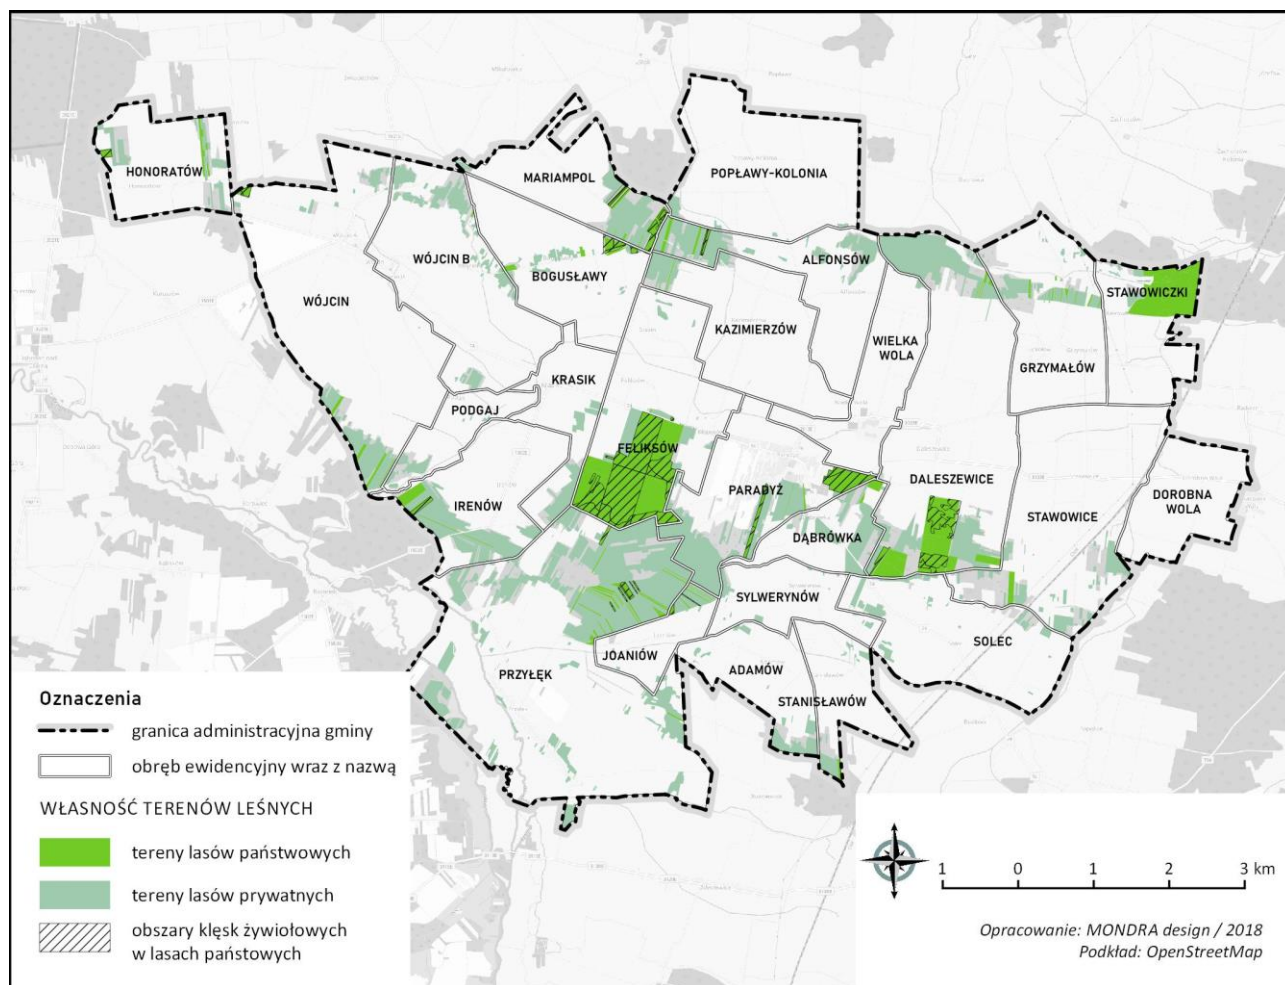 HONORATÓW
MARIAMPOL
POPŁAWY-KOLONIA
WÓJCIN B
BOGUSŁAWY
ALFONSÓW
STAWOWICZKI
WÓJCIN
KAZIMIERZÓW
WIELKA
WOLA
GRZYMAŁÓW
KRASIK
PODGAJ
FELIKSÓW
IRENÓW
PARADYŻ
DALESZEWICE
DOROBNA
WOLA
STAWOWICE
DĄBRÓWKA
SYLWERYNÓW
SOLEC
JOANIÓW
PRZYŁĘK
ADAMÓW
STANISŁAWÓW
Oznaczenia
granica administracyjna gminy
obręb ewidencyjny wraz z nazwą
WŁASNOŚĆ TERENÓW LEŚNYCH
tereny lasów państwowych
tereny lasów prywatnych
obszary klęsk żywiołowych
w lasach państowych
1 0 1 2 3 km
Opracowanie: MONDRA design / 2018
Podkład: OpenStreetMap